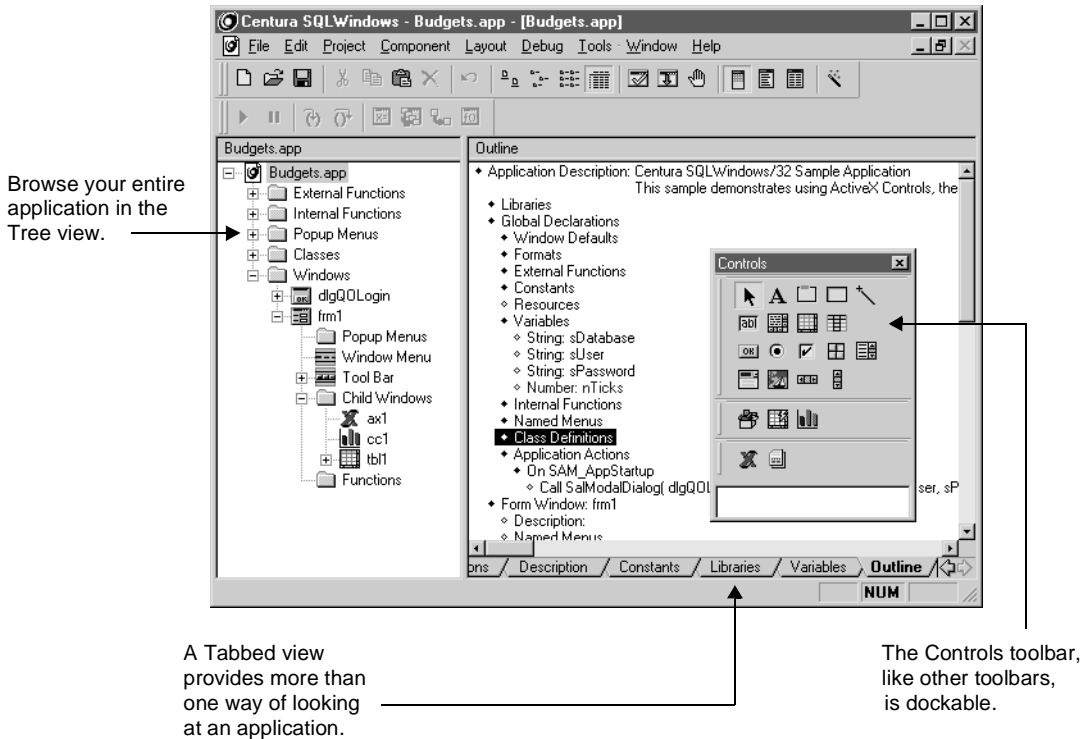 Centura SQLWindows - Budgets.app - [Budgets.app]
File Edit Project Component Layout Debug Tools Window Help
Budgets.app
Budgets.app
External Functions
Internal Functions
Popup Menus
Classes
Windows
dlgQOLogin
frm1
Popup Menus
Window Menu
Tool Bar
Child Windows
ax1
cc1
tbl1
Functions
Outline
Application Description: Centura SQLWindows/32 Sample Application
This sample demonstrates using ActiveX Controls, the
Libraries
Global Declarations
Window Defaults
Formats
External Functions
Constants
Resources
Variables
String: sDatabase
String: sUser
String: sPassword
Number: nTicks
Internal Functions
Named Menus
Class Definitions
Application Actions
On SAM_AppStartup
Call SalModalDialog( dlgQOL ser, sP
Form Window: frm1
Description:
Named Menus
Controls
A
abl
OK
ons Description Constants Libraries Variables Outline
NUM
Browse your entire
application in the
Tree view.
A Tabbed view
provides more than
one way of looking
at an application.
The Controls toolbar,
like other toolbars,
is dockable.